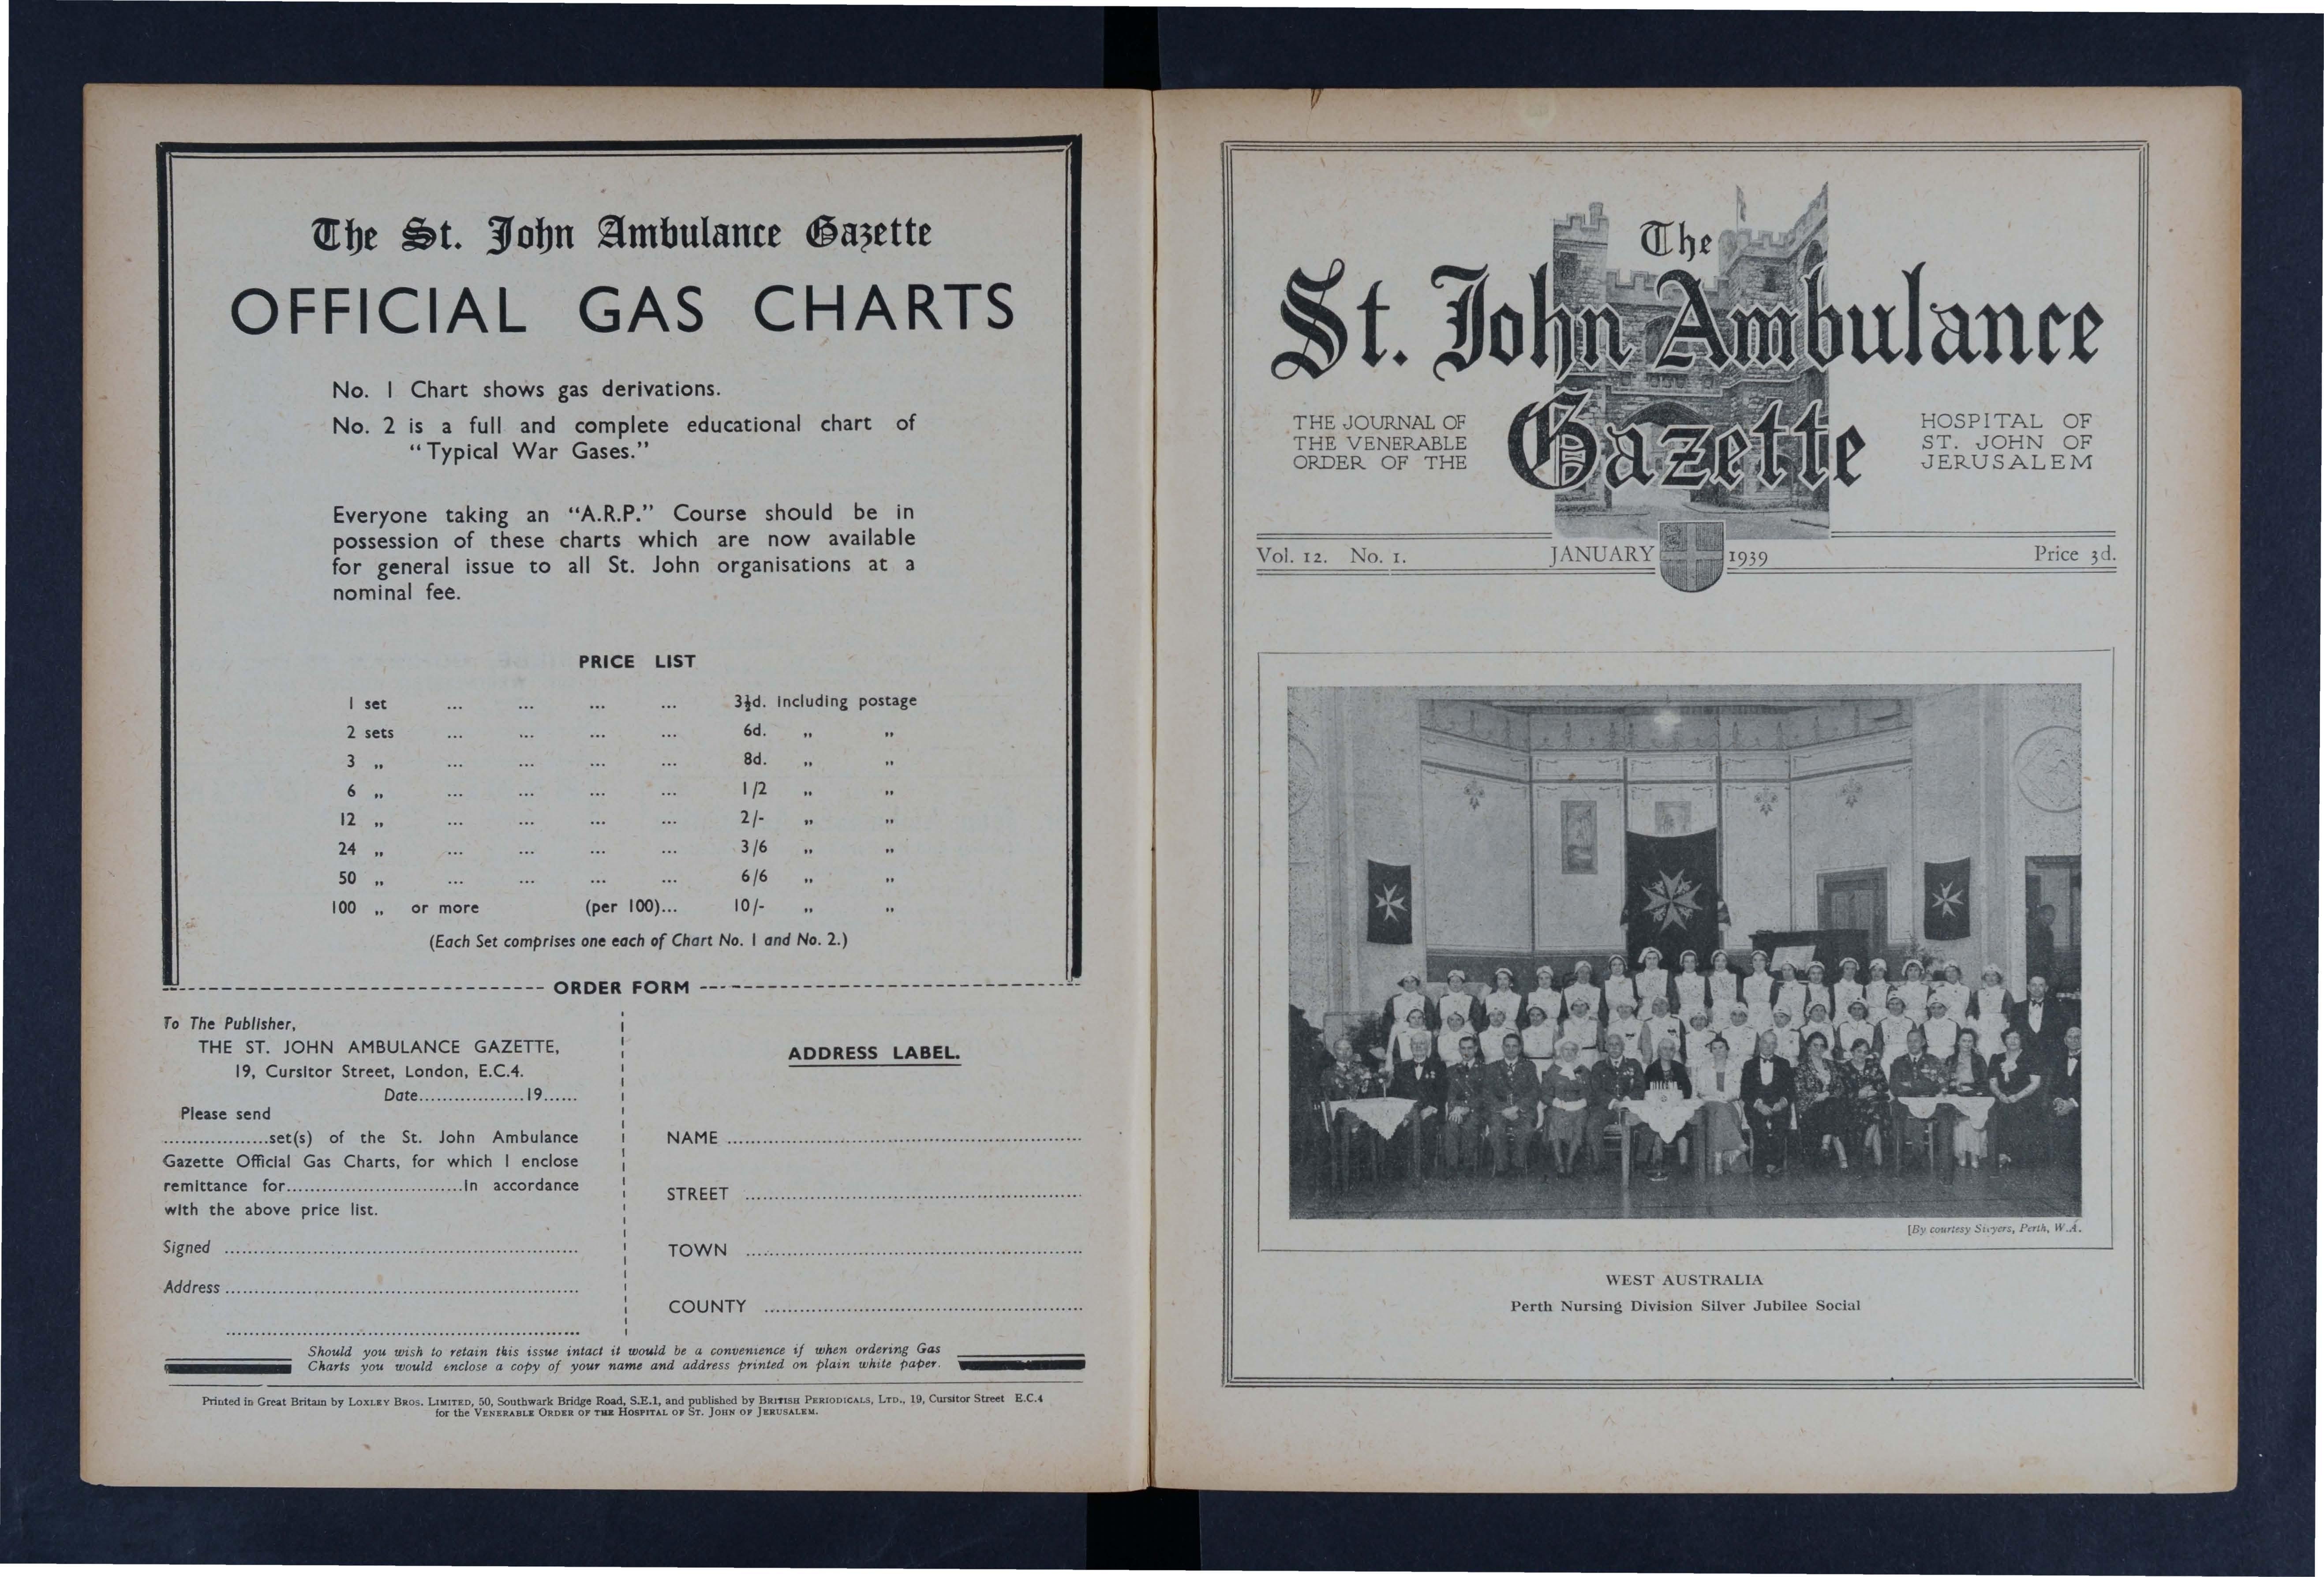 The St. John Ambulance Gazette
OFFICIAL GAS CHARTS
No. 1 Chart shows gas derivations.
No. 2 is a full and complete educational chart of
"Typical War Gases."
Everyone taking an "A.R.P." Course should be in
possession of these charts which are now available
for general issue to all St. John organisations at a
nominal fee.
PRICE LIST
1 set ... ... ... ... 3½d. including postage
2 sets ... ... ... ... 6d. ,, ,,
3 ,, ... ... ... ... 8d. ,, ,,
6 ,, ... ... ... ... 1/2 ,, ,,
12 ,, ... ... ... ... 2/- ,, ,,
24 ,, ... ... ... ... 3/6 ,, ,,
50 ,, ... ... ... ... 6/6 ,, ,,
100 ,, or more (per 100)... 10/- ,, ,,
(Each Set comprises one each of Chart No. 1 and No. 2.)
ORDER FORM
To The Publisher,
THE ST. JOHN AMBULANCE GAZETTE,
19, Cursitor Street, London, E.C.4.
Date..................19......
Please send
..................set(s) of the St. John Ambulance
Gazette Official Gas Charts, for which I enclose
remittance for..............................in accordance
with the above price list.
Signed ............................................................
Address ............................................................
............................................................
ADDRESS LABEL.
NAME ............................................................
STREET ............................................................
TOWN ............................................................
COUNTY ............................................................
Should you wish to retain this issue intact it would be a convenience if when ordering Gas
Charts you would enclose a copy of your name and address printed on plain white paper.
Printed in Great Britain by LOXLEY BROS. LIMITED, 50, Southwark Bridge Road, S.E.1, and published by BRITISH PERIODICALS, LTD., 19, Cursitor Street E.C.4
for the VENERABLE ORDER OF THE HOSPITAL OF ST. JOHN OF JERUSALEM.
The
St. John Ambulance
Gazette
THE JOURNAL OF
THE VENERABLE
ORDER OF THE
HOSPITAL OF
ST. JOHN OF
JERUSALEM
Vol. 12. No. 1. JANUARY 1939 Price 3d.
[By courtesy Sieyers, Perth, W.A.
WEST AUSTRALIA
Perth Nursing Division Silver Jubilee Social